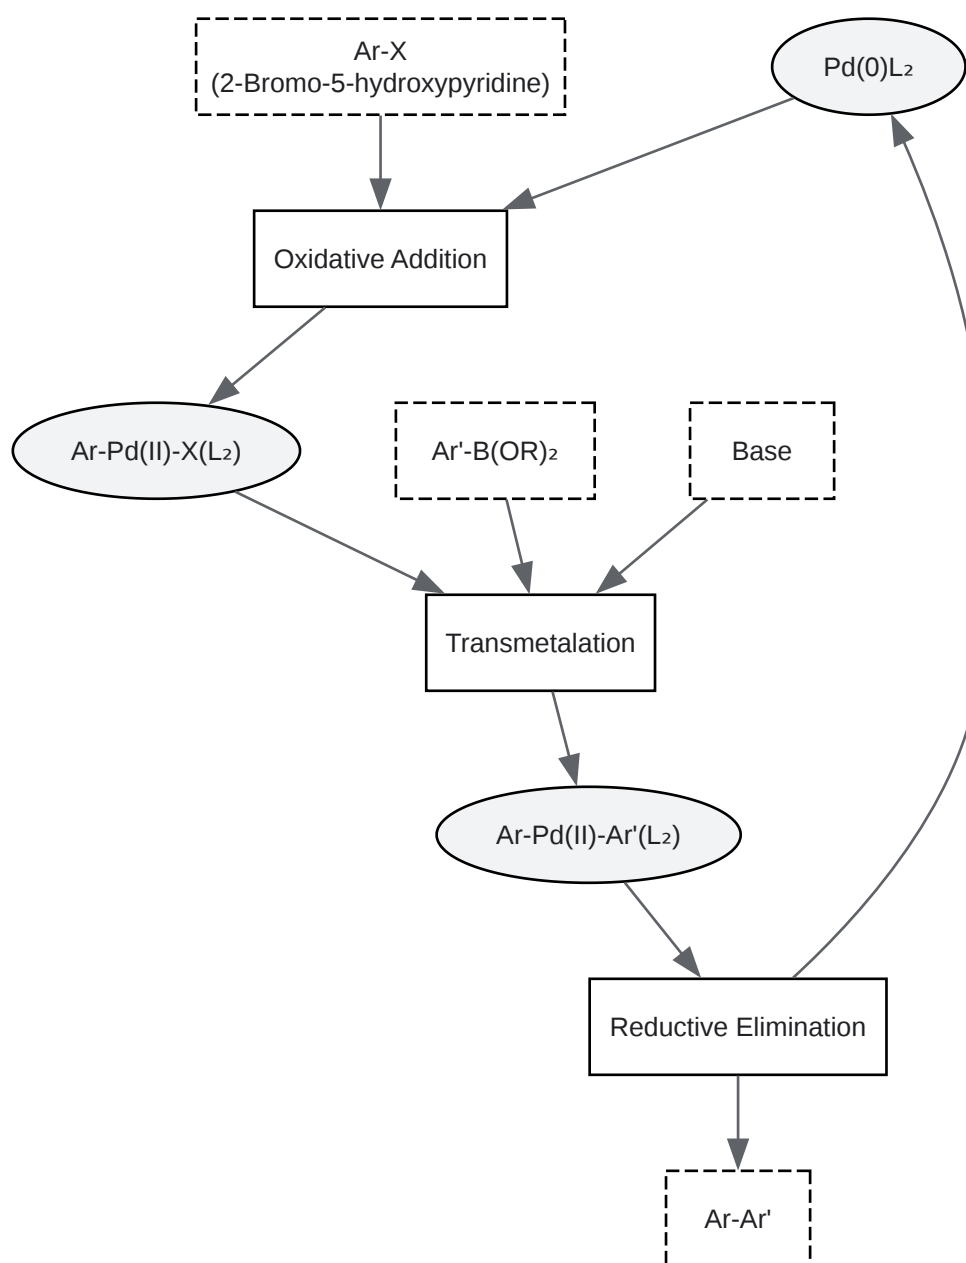 Ar-X
(2-Bromo-5-hydroxypyridine)
Pd(0)L₂
Oxidative Addition
Ar-Pd(II)-X(L₂)
Ar'-B(OR)₂
Base
Transmetalation
Ar-Pd(II)-Ar'(L₂)
Reductive Elimination
Ar-Ar'